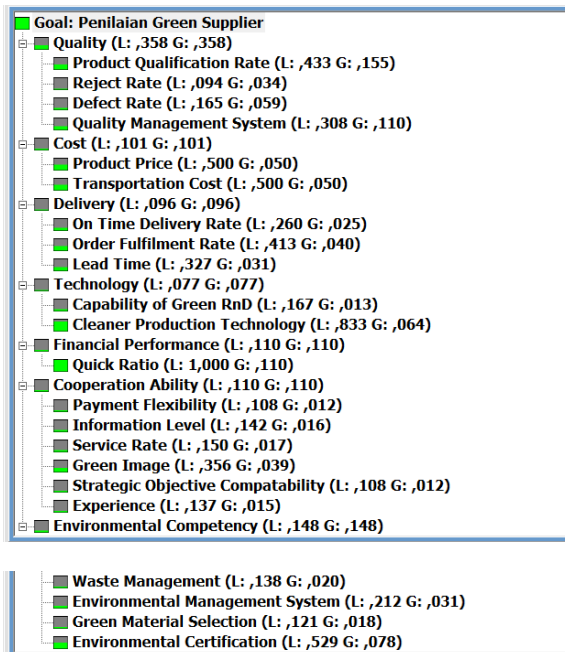 Goal: Penilaian Green Supplier
Quality (L: ,358 G: ,358)
Product Qualification Rate (L: ,433 G: ,155)
Reject Rate (L: ,094 G: ,034)
Defect Rate (L: ,165 G: ,059)
Quality Management System (L: ,308 G: ,110)
Cost (L: ,101 G: ,101)
Product Price (L: ,500 G: ,050)
Transportation Cost (L: ,500 G: ,050)
Delivery (L: ,096 G: ,096)
On Time Delivery Rate (L: ,260 G: ,025)
Order Fulfilment Rate (L: ,413 G: ,040)
Lead Time (L: ,327 G: ,031)
Technology (L: ,077 G: ,077)
Capability of Green RnD (L: ,167 G: ,013)
Cleaner Production Technology (L: ,833 G: ,064)
Financial Performance (L: ,110 G: ,110)
Quick Ratio (L: 1,000 G: ,110)
Cooperation Ability (L: ,110 G: ,110)
Payment Flexibility (L: ,108 G: ,012)
Information Level (L: ,142 G: ,016)
Service Rate (L: ,150 G: ,017)
Green Image (L: ,356 G: ,039)
Strategic Objective Compatability (L: ,108 G: ,012)
Experience (L: ,137 G: ,015)
Environmental Competency (L: ,148 G: ,148)
Waste Management (L: ,138 G: ,020)
Environmental Management System (L: ,212 G: ,031)
Green Material Selection (L: ,121 G: ,018)
Environmental Certification (L: ,529 G: ,078)